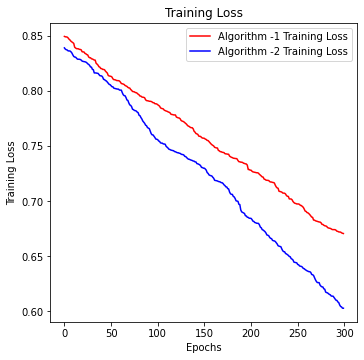 Training Loss
Algorithm -1 Training Loss
Algorithm -2 Training Loss
Training Loss
0.85
0.80
0.75
0.70
0.65
0.60
0
50
100
150
200
250
300
Epochs